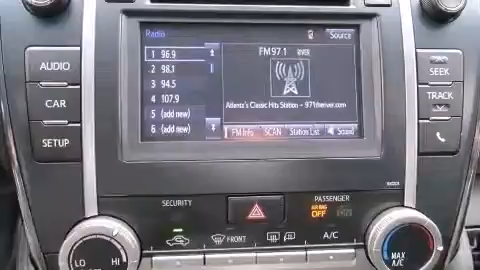 Radio
Source
1 96.9
FM97.1 RIVER
2 98.1
3 94.5
4 107.9
5 (add new)
6 (add new)
Atlanta's Classic Hits Station - 971theriver.com
FM Info SCAN Station List Sound
AUDIO
CAR
SETUP
SEEK
TRACK
SECURITY
PASSENGER
AIRBAG
OFF
FRONT
A/C
LO HI
MAX
A/C